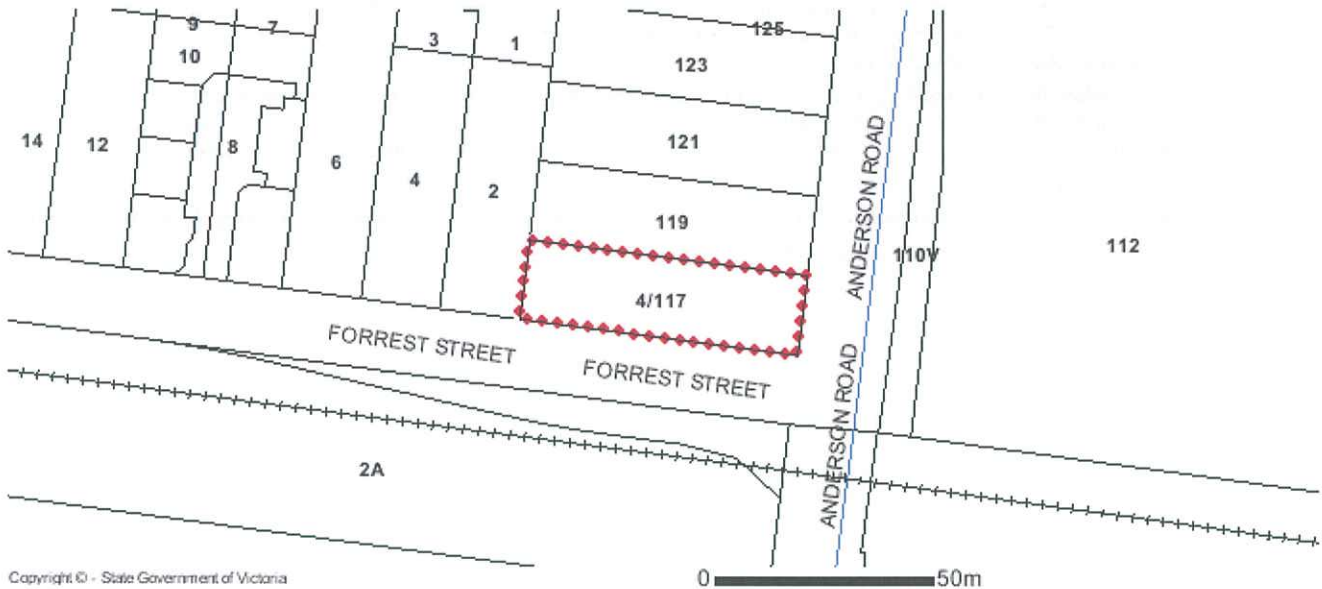 9
7
3
1
125
10
123
14
12
8
6
4
2
121
119
4/117
ANDERSON ROAD
110V
112
FORREST STREET
FORREST STREET
ANDERSON ROAD
2A
Copyright © - State Government of Victoria
0 50m